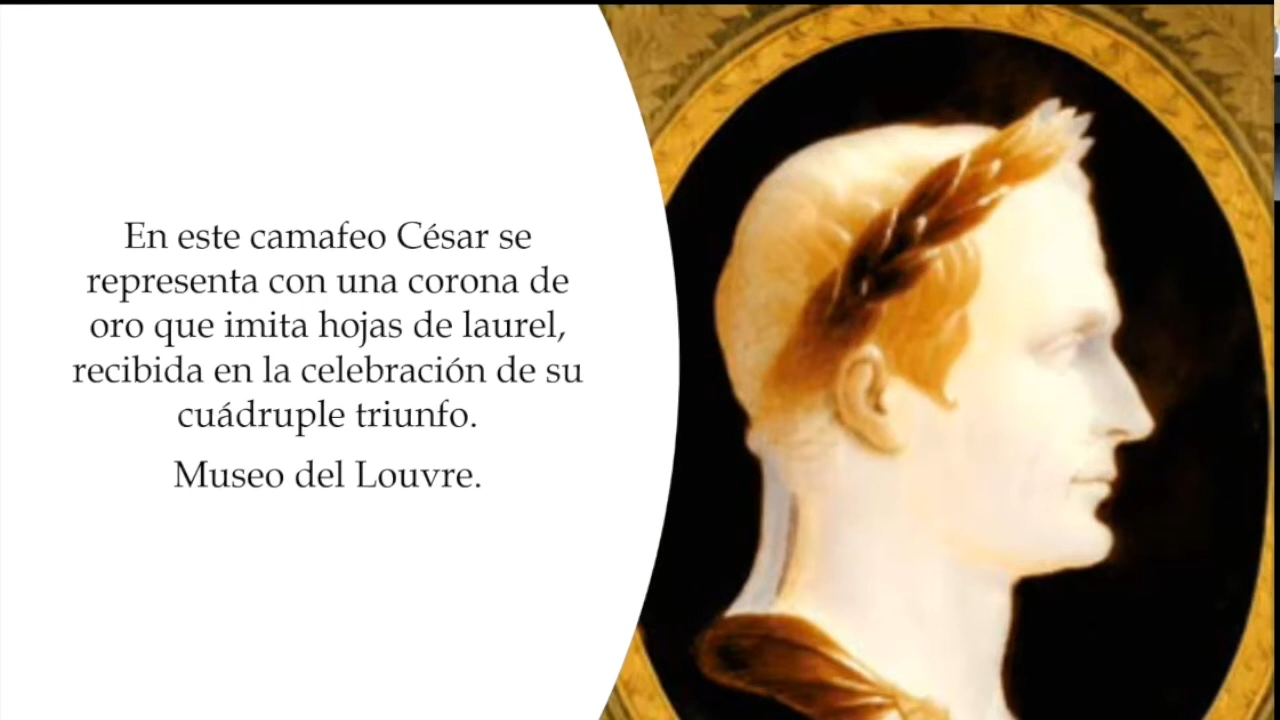 En este camafeo César se
representa con una corona de
oro que imita hojas de laurel,
recibida en la celebración de su
cuádruple triunfo.
Museo del Louvre.